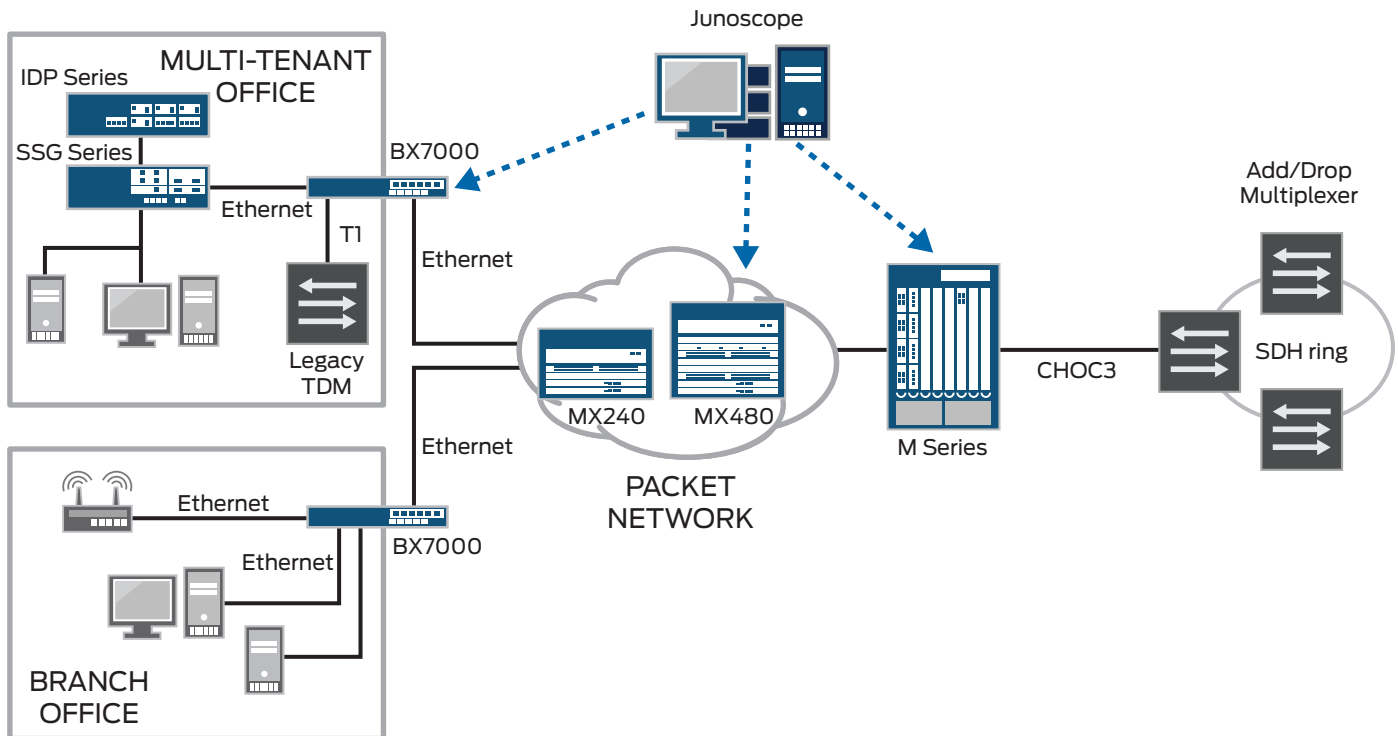 Junoscope
MULTI-TENANT
OFFICE
IDP Series
SSG Series
BX7000
Ethernet
T1
Legacy
TDM
Ethernet
Add/Drop
Multiplexer
SDH ring
CHOC3
MX240
MX480
M Series
PACKET
NETWORK
Ethernet
Ethernet
BX7000
Ethernet
BRANCH
OFFICE